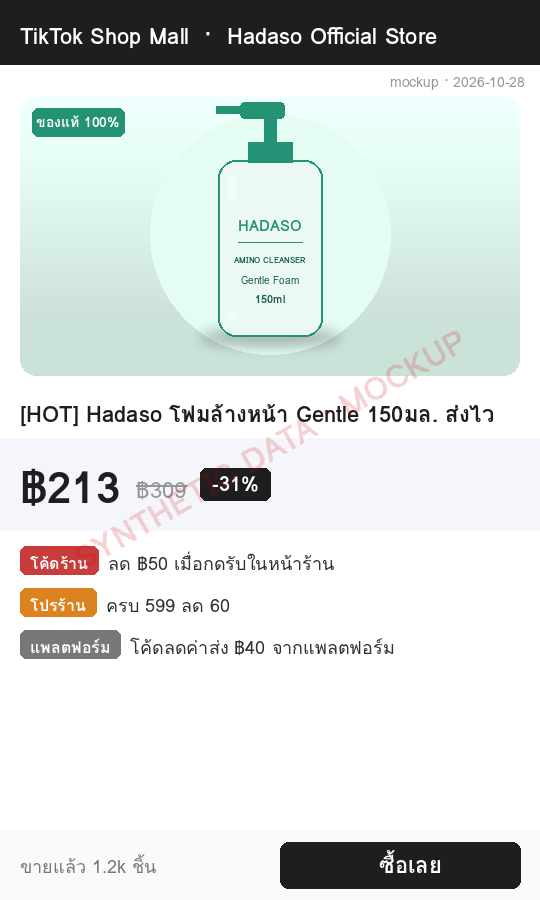 TikTok Shop Mall · Hadaso Official Store
mockup · 2026-10-28
ของแท้ 100%
HADASO
AMINO CLEANSER
Gentle Foam
150ml
[HOT] Hadaso โฟมล้างหน้า Gentle 150มล. ส่งไว
฿213 ฿309 -31%
SYNTHETIC DATA · MOCKUP
โค้ดร้าน ลด ฿50 เมื่อกดรับในหน้าร้าน
โปรร้าน ครบ 599 ลด 60
แพลตฟอร์ม โค้ดลดค่าส่ง ฿40 จากแพลตฟอร์ม
ขายแล้ว 1.2k ชิ้น ซื้อเลย